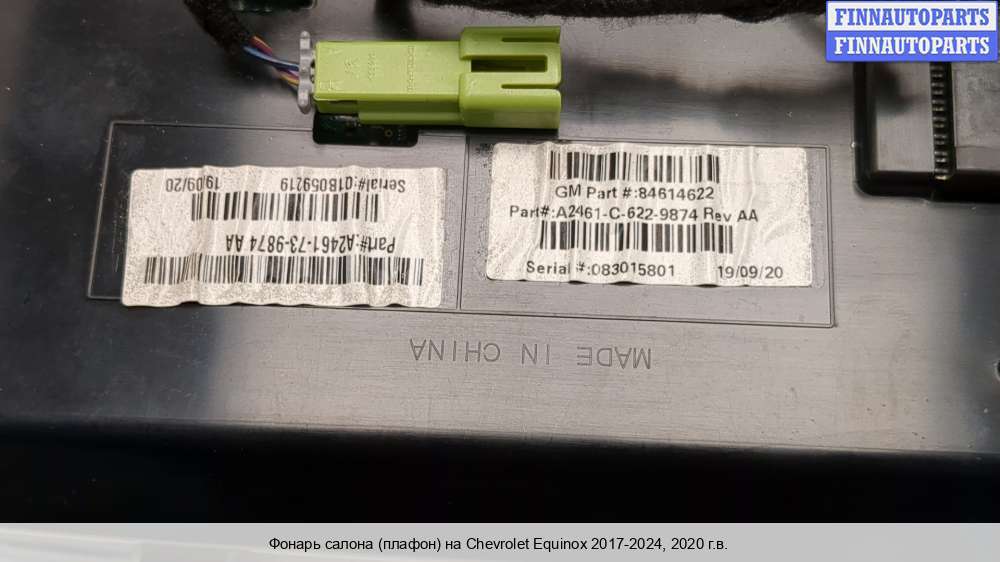 FINNAUTOPARTS
FINNAUTOPARTS
19/09/20
Serial#:018059219
Part#:A2461-73-9874 AA
GM Part #:84614622
Part#:A2461-C-622-9874 Rev AA
Serial #:083015801 19/09/20
MADE IN CHINA
Фонарь салона (плафон) на Chevrolet Equinox 2017-2024, 2020 г.в.